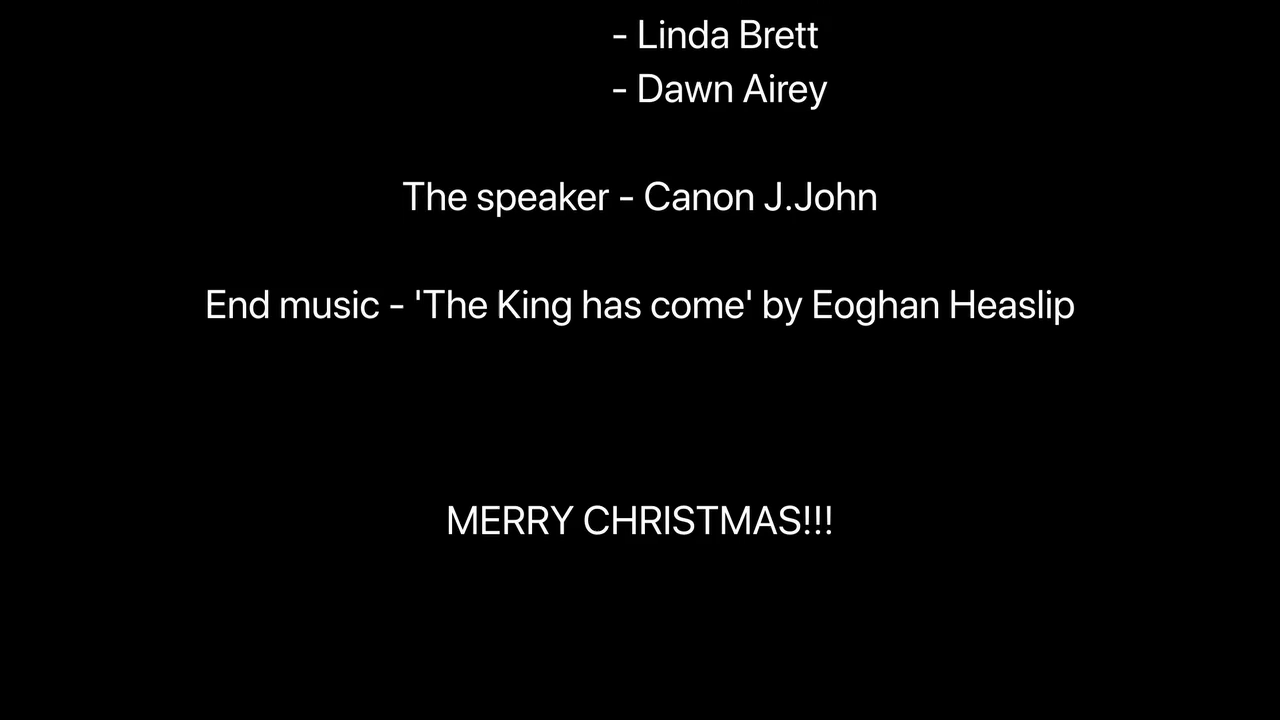 - Linda Brett
- Dawn Airey
The speaker - Canon J.John
End music - 'The King has come' by Eoghan Heaslip
MERRY CHRISTMAS!!!